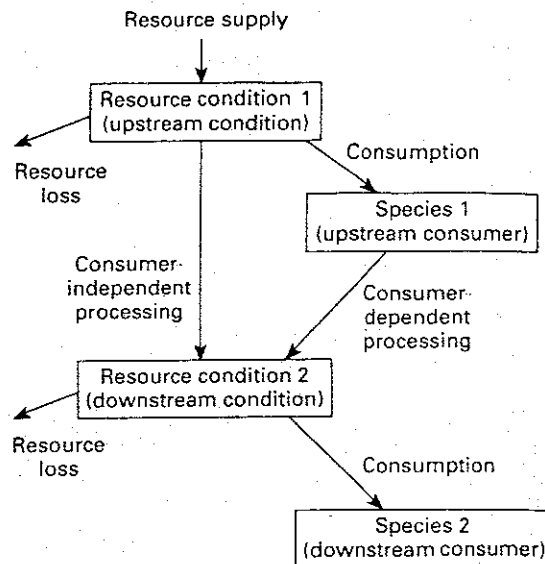 Resource supply
Resource condition 1
(upstream condition)
Resource
loss
Consumption
Species 1
(upstream consumer)
Consumer-
independent
processing
Consumer-
dependent
processing
Resource condition 2
(downstream condition)
Resource
loss
Consumption
Species 2
(downstream consumer)